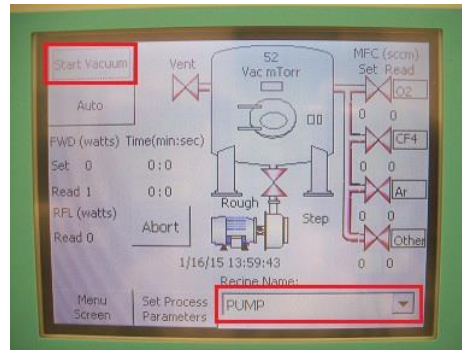 Start Vacuum
Vent
52
Vac mTorr
MFC (sccm)
Set Read
O2
0 0
Auto
FWD (watts) Time(min:sec)
CF4
Set 0 0:0
0 0
Read 1 0:0
Ar
RFL (watts)
Rough
Abort
Step
0 0
Read 0
Other
1/16/15 13:59:43
0 0
Recipe Name:
Menu
Screen
Set Process
Parameters
PUMP